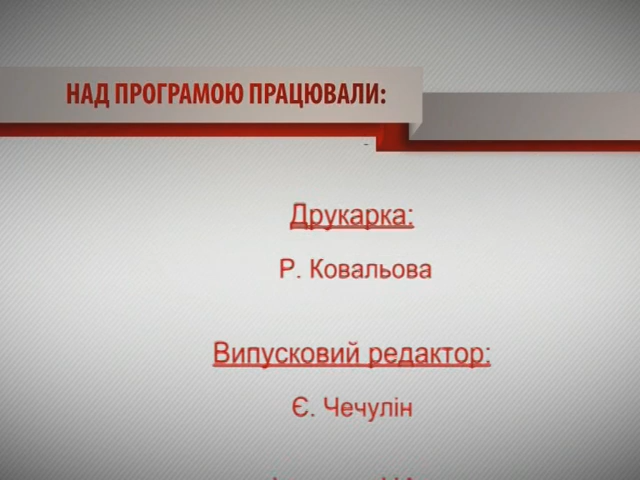 НАД ПРОГРАМОЮ ПРАЦЮВАЛИ:
Друкарка:
Р. Ковальова
Випусковий редактор:
Є. Чечулін